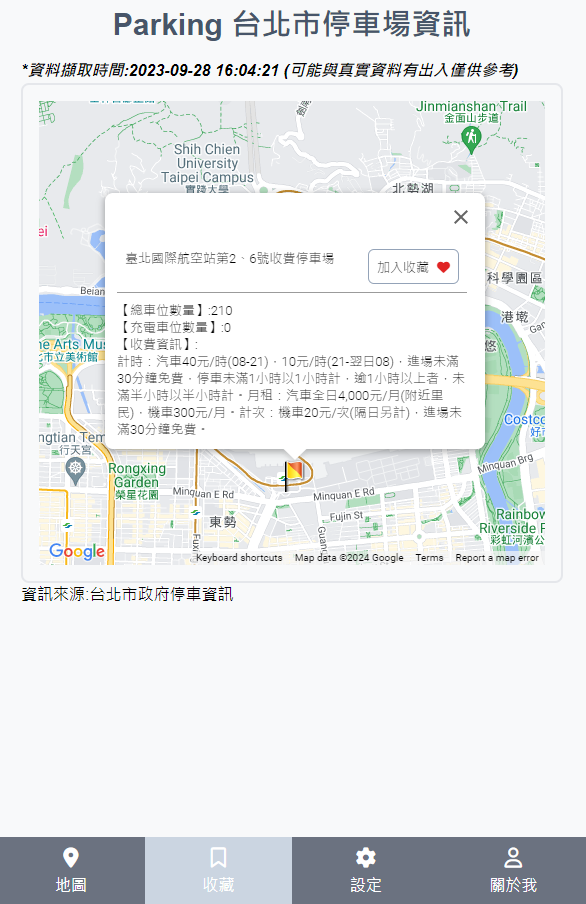 Parking 台北市停車場資訊
*資料擷取時間:2023-09-28 16:04:21 (可能與真實資料有出入僅供參考)
Jinmianshan Trail
金面山步道
Shih Chien
University
Taipei Campus
實踐大學
北勢湖
ei
臺北國際航空站第2、6號收費停車場
加入收藏
科學園區
Beian
港墘
【總車位數量】:210
【充電車位數量】:0
【收費資訊】:
計時：汽車40元/時(08-21)，10元/時(21-翌日08)，進場未滿
30分鐘免費，停車未滿1小時以1小時計，逾1小時以上者，未
滿半小時以半小時計。月租：汽車全日4,000元/月(附近里
民)，機車300元/月。計次：機車20元/次(隔日另計)，進場未
滿30分鐘免費。
ne Arts Mus
北市立美術館
悠
Costco
好市
ngtian Tem
行天宮
Rongxing
Garden
榮星花園
Minquan Brg
Minquan E Rd
Minquan E Rd
東勢
Fujin St
Guang
Fuxi
Rainbow
Riverside P
彩虹河濱公
Google
Keyboard shortcuts
Map data ©2024 Google
Terms
Report a map error
資訊來源:台北市政府停車資訊
地圖
收藏
設定
關於我